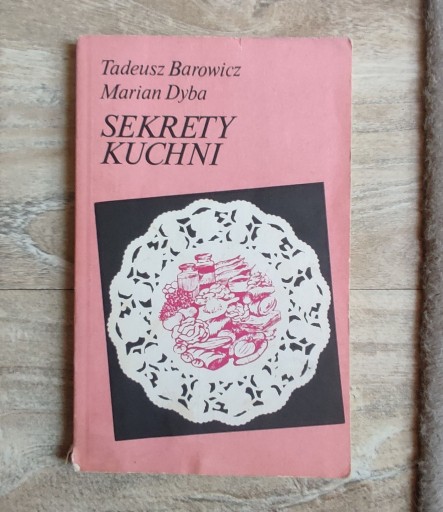 Tadeusz Barowicz
Marian Dyba
SEKRETY
KUCHNI